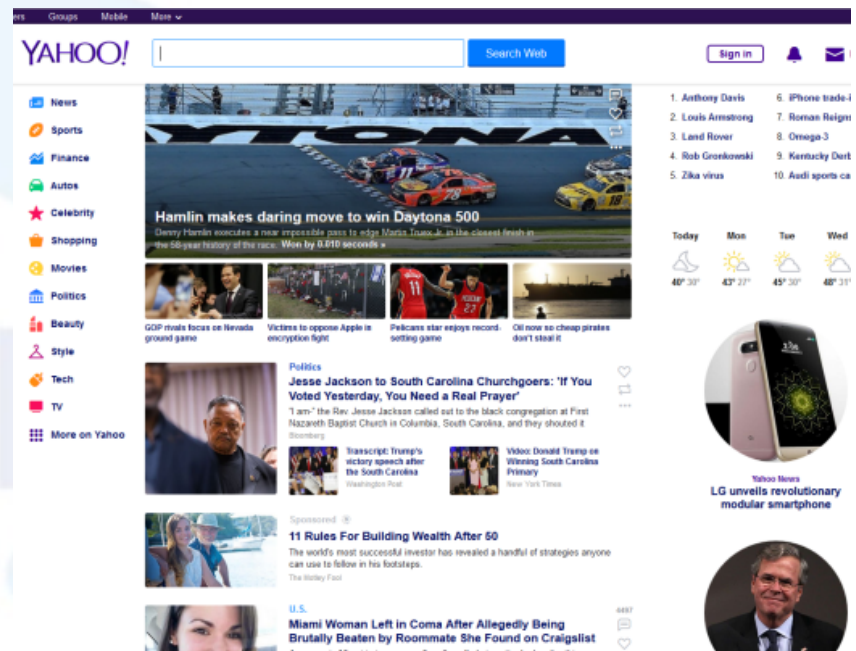 ers Groups Mobile More
YAHOO!
Search Web
Sign in
News
Sports
Finance
Autos
Celebrity
Shopping
Movies
Politics
Beauty
Style
Tech
TV
More on Yahoo
DAYTONA
Hamlin makes daring move to win Daytona 500
Denny Hamlin executes a near impossible pass to edge Martin Truex Jr. in the closest finish in
the 58-year history of the race. Won by 0.010 seconds »
GOP rivals focus on Nevada
ground game
Victims to oppose Apple in
encryption fight
Pelicans star enjoys record-
setting game
Oil now so cheap pirates
don't steal it
Politics
Jesse Jackson to South Carolina Churchgoers: 'If You
Voted Yesterday, You Need a Real Prayer'
"I am-" the Rev. Jesse Jackson called out to the black congregation at First
Nazareth Baptist Church in Columbia, South Carolina, and they shouted it
Bloomberg
Transcript: Trump's
victory speech after
the South Carolina
Washington Post
Video: Donald Trump on
Winning South Carolina
Primary
New York Times
Sponsored
11 Rules For Building Wealth After 50
The world's most successful investor has revealed a handful of strategies anyone
can use to follow in his footsteps.
The Motley Fool
U.S.
Miami Woman Left in Coma After Allegedly Being
Brutally Beaten by Roommate She Found on Craigslist
4497
1. Anthony Davis
2. Louis Armstrong
3. Land Rover
4. Rob Gronkowski
5. Zika virus
6. iPhone trade-i
7. Roman Reigns
8. Omega-3
9. Kentucky Derb
10. Audi sports ca
Today Mon Tue Wed
40° 30° 43° 27° 45° 30° 48° 31°
Yahoo News
LG unveils revolutionary
modular smartphone